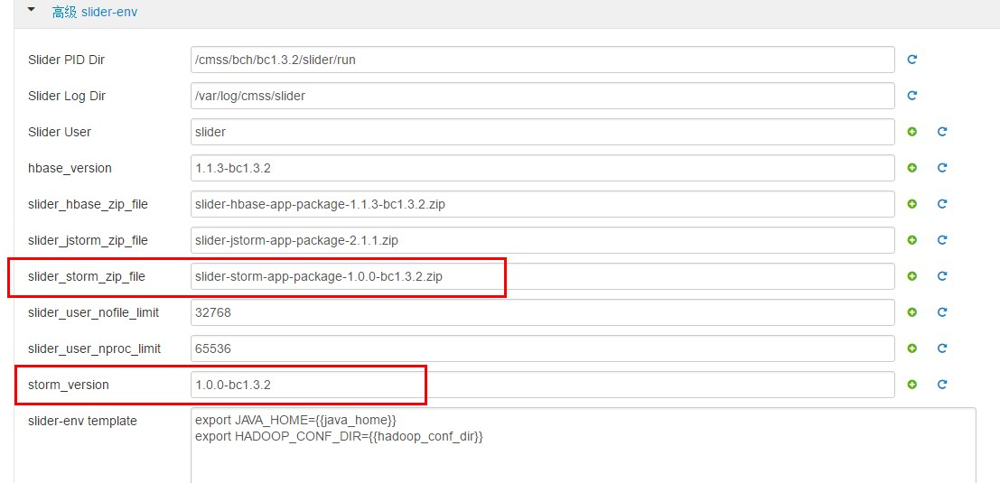 高级 slider-env
Slider PID Dir /cmss/bch/bc1.3.2/slider/run
Slider Log Dir /var/log/cmss/slider
Slider User slider
hbase_version 1.1.3-bc1.3.2
slider_hbase_zip_file slider-hbase-app-package-1.1.3-bc1.3.2.zip
slider_jstorm_zip_file slider-jstorm-app-package-2.1.1.zip
slider_storm_zip_file slider-storm-app-package-1.0.0-bc1.3.2.zip
slider_user_nofile_limit 32768
slider_user_nproc_limit 65536
storm_version 1.0.0-bc1.3.2
slider-env template export JAVA_HOME={{java_home}}
export HADOOP_CONF_DIR={{hadoop_conf_dir}}